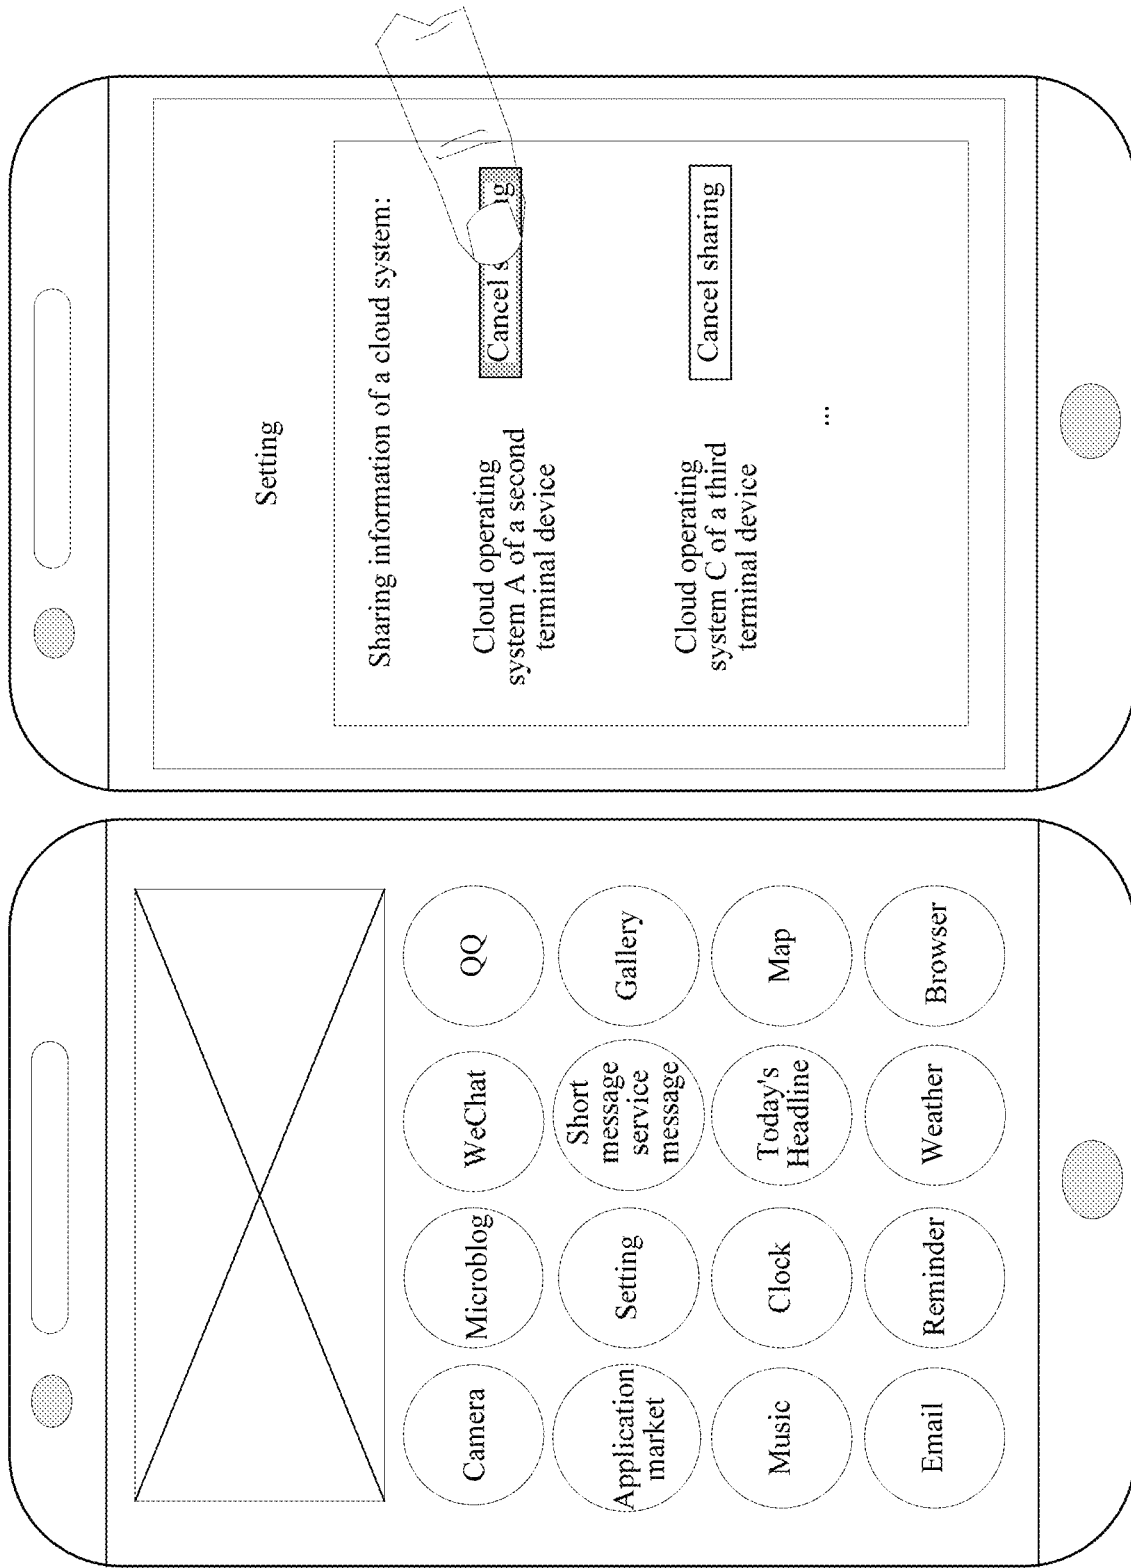 Camera
Microblog
WeChat
QQ
Application
market
Setting
Short
message
service
message
Gallery
Music
Clock
Today's
Headline
Map
Email
Reminder
Weather
Browser
Setting
Sharing information of a cloud system:
Cloud operating
system A of a second
terminal device
Cancel
Cloud operating
system C of a third
terminal device
Cancel sharing
...